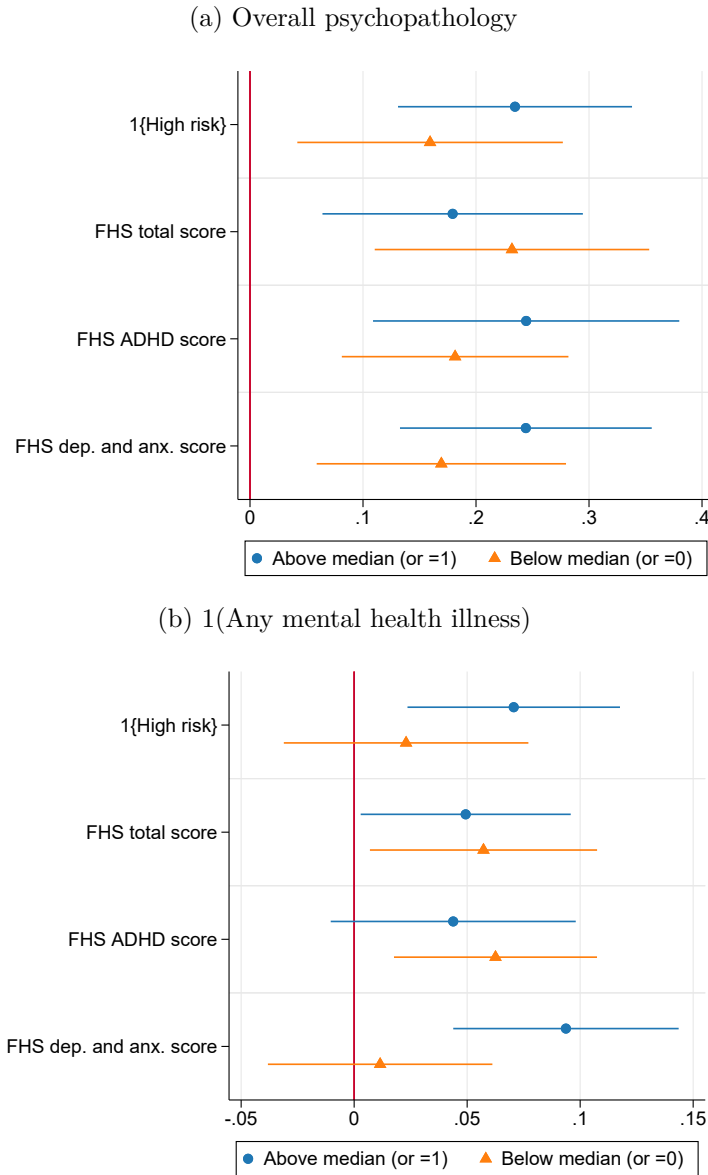 (a) Overall psychopathology
1{High risk}
FHS total score
FHS ADHD score
FHS dep. and anx. score
0 .1 .2 .3 .4
Above median (or =1) Below median (or =0)
(b) 1(Any mental health illness)
1{High risk}
FHS total score
FHS ADHD score
FHS dep. and anx. score
-.05 0 .05 .1 .15
Above median (or =1) Below median (or =0)